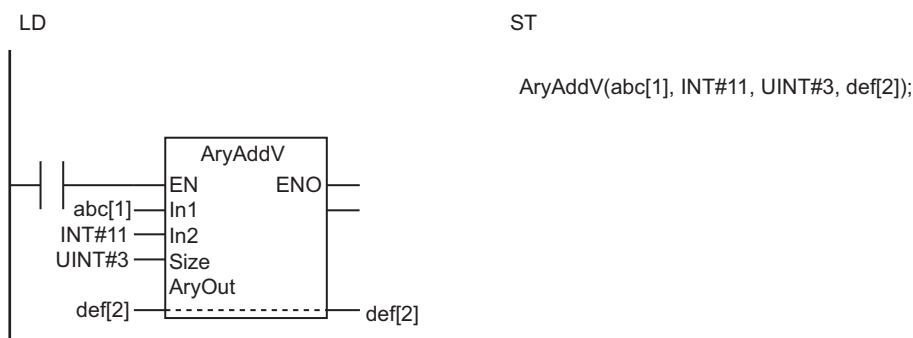 LD
ST
AryAddV(abc[1], INT#11, UINT#3, def[2]);
AryAddV
EN ENO
abc[1] In1
INT#11 In2
UINT#3 Size
AryOut
def[2] def[2]